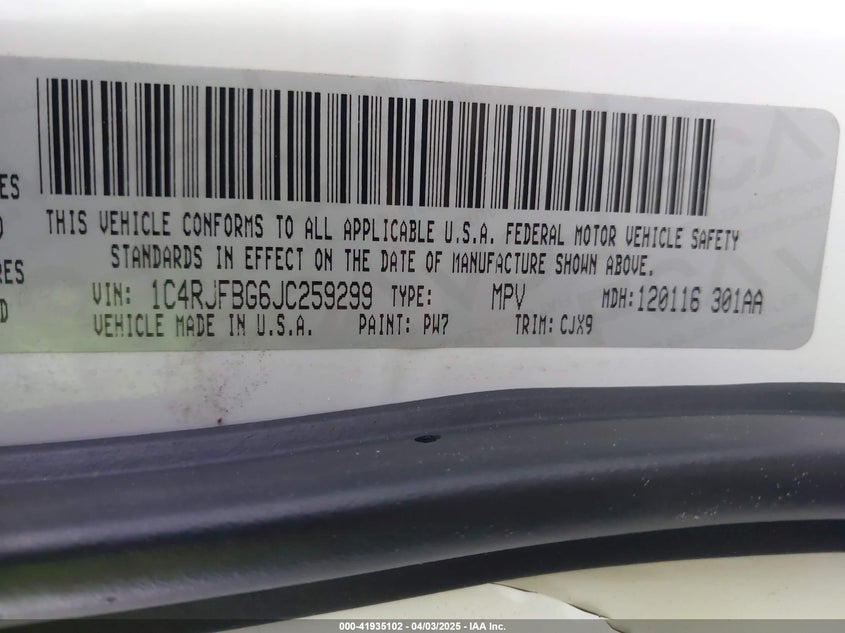 ES
THIS VEHICLE CONFORMS TO ALL APPLICABLE U.S.A. FEDERAL MOTOR VEHICLE SAFETY
STANDARDS IN EFFECT ON THE DATE OF MANUFACTURE SHOWN ABOVE.
RES
D
VIN: 1C4RJFBG6JC259299 TYPE: MPV MDH:120116 301AA
VEHICLE MADE IN U.S.A. PAINT: PW7 TRIM: CJX9
000-41935102 - 04/03/2025 - IAA Inc.